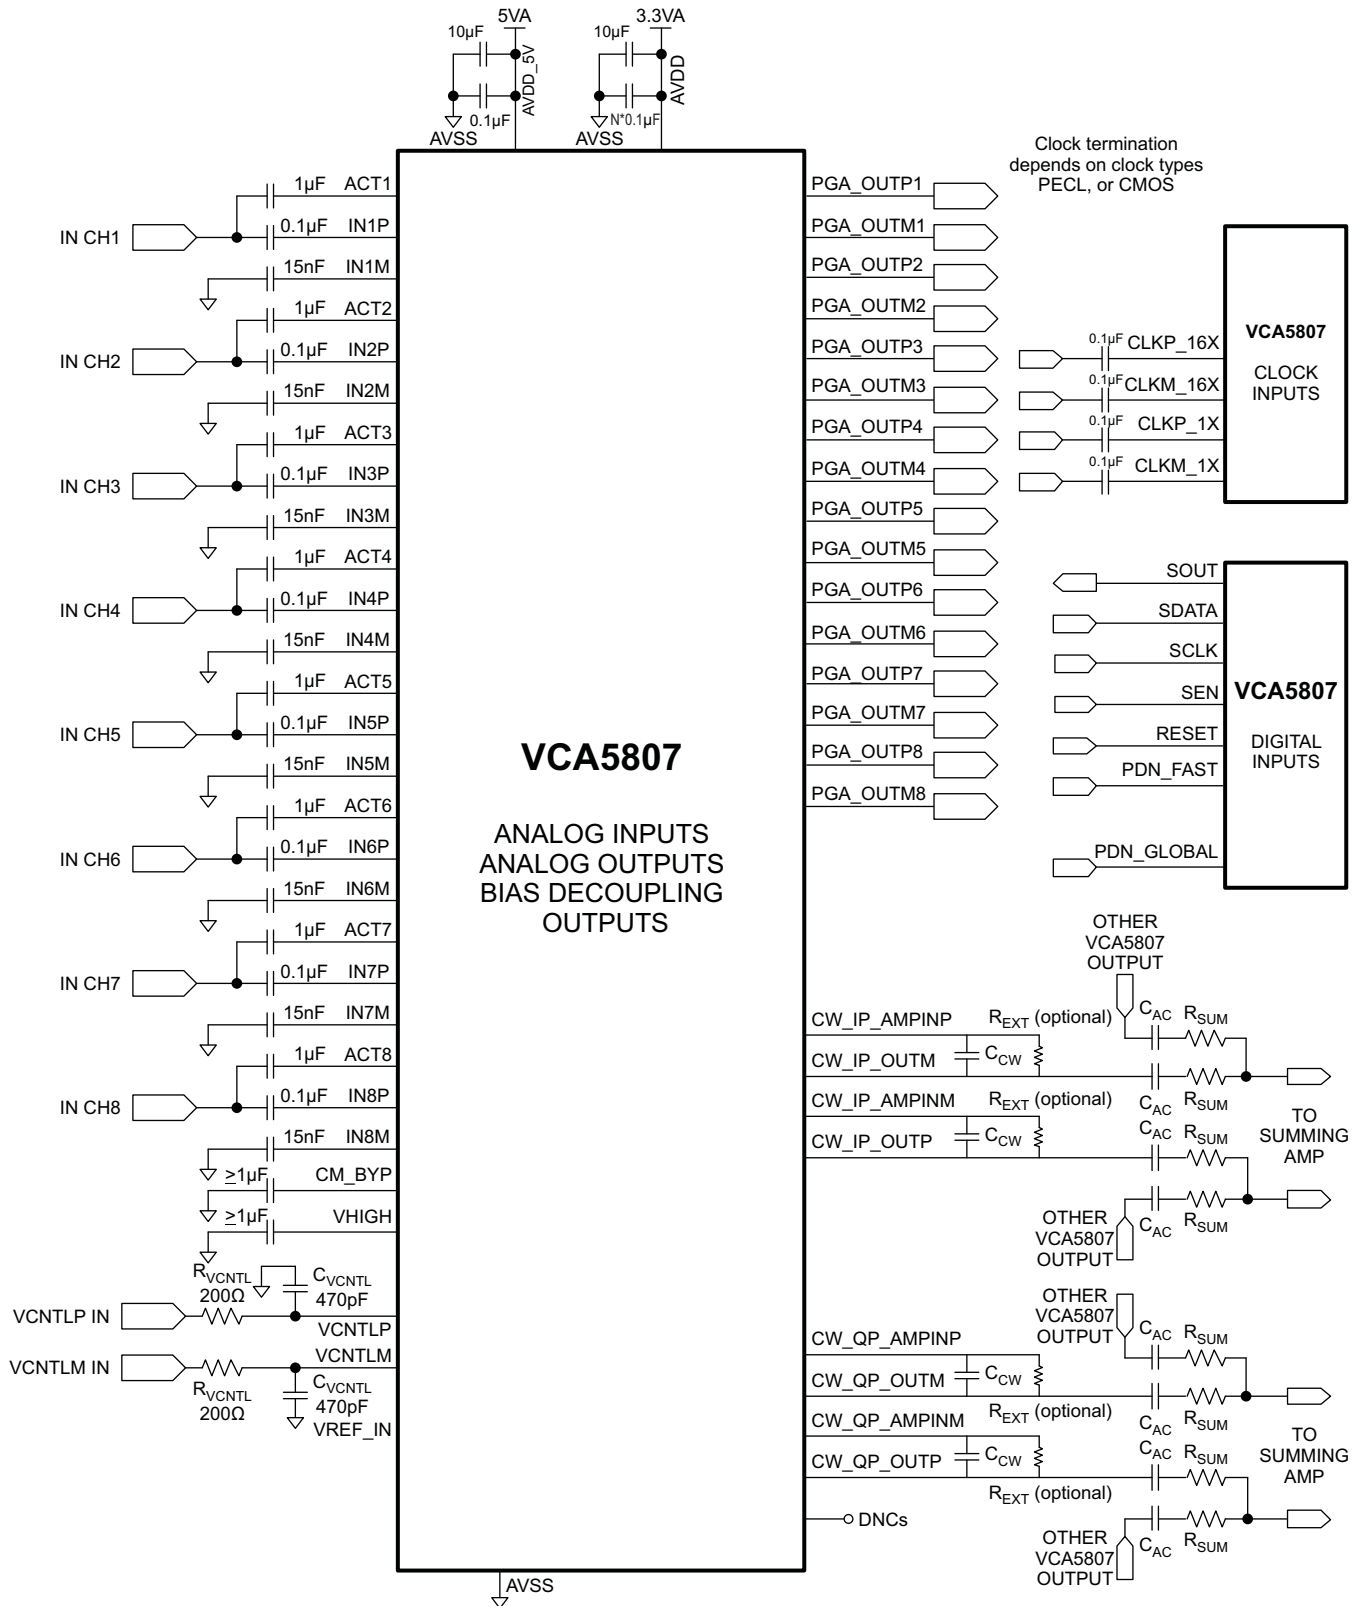 5VA
3.3VA
10µF
10µF
AVDD_5V
AVDD
0.1µF
N*0.1µF
AVSS
AVSS
Clock termination
depends on clock types
PECL, or CMOS
IN CH1
1µF ACT1
0.1µF IN1P
15nF IN1M
IN CH2
1µF ACT2
0.1µF IN2P
15nF IN2M
IN CH3
1µF ACT3
0.1µF IN3P
15nF IN3M
IN CH4
1µF ACT4
0.1µF IN4P
15nF IN4M
IN CH5
1µF ACT5
0.1µF IN5P
15nF IN5M
IN CH6
1µF ACT6
0.1µF IN6P
15nF IN6M
IN CH7
1µF ACT7
0.1µF IN7P
15nF IN7M
IN CH8
1µF ACT8
0.1µF IN8P
15nF IN8M
≥1µF CM_BYP
≥1µF VHIGH
RVCNTL
200Ω
CVCNTL
470pF
VCNTLP IN
VCNTLP
VCNTLM IN
VCNTLM
RVCNTL
200Ω
CVCNTL
470pF
VREF_IN
VCA5807
ANALOG INPUTS
ANALOG OUTPUTS
BIAS DECOUPLING
OUTPUTS
AVSS
PGA_OUTP1
PGA_OUTM1
PGA_OUTP2
PGA_OUTM2
PGA_OUTP3
PGA_OUTM3
PGA_OUTP4
PGA_OUTM4
PGA_OUTP5
PGA_OUTM5
PGA_OUTP6
PGA_OUTM6
PGA_OUTP7
PGA_OUTM7
PGA_OUTP8
PGA_OUTM8
0.1µF CLKP_16X
0.1µF CLKM_16X
0.1µF CLKP_1X
0.1µF CLKM_1X
VCA5807
CLOCK
INPUTS
SOUT
SDATA
SCLK
SEN
RESET
PDN_FAST
PDN_GLOBAL
VCA5807
DIGITAL
INPUTS
OTHER
VCA5807
OUTPUT
CAC RSUM
CW_IP_AMPINP
REXT (optional)
CCW
CW_IP_OUTM
CAC RSUM
CW_IP_AMPINM
REXT (optional)
CCW
CW_IP_OUTP
CAC RSUM
TO
SUMMING
AMP
OTHER
VCA5807
OUTPUT
CAC RSUM
OTHER
VCA5807
OUTPUT
CAC RSUM
CW_QP_AMPINP
CCW
CW_QP_OUTM
REXT (optional)
CAC RSUM
CW_QP_AMPINM
CCW
CW_QP_OUTP
REXT (optional)
CAC RSUM
TO
SUMMING
AMP
OTHER
VCA5807
OUTPUT
CAC RSUM
DNCs